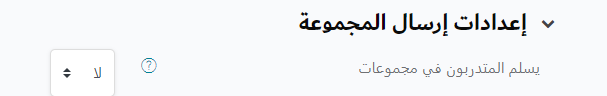 إعدادات إرسال المجموعة
يسلم المتدربون في مجموعات ? لا